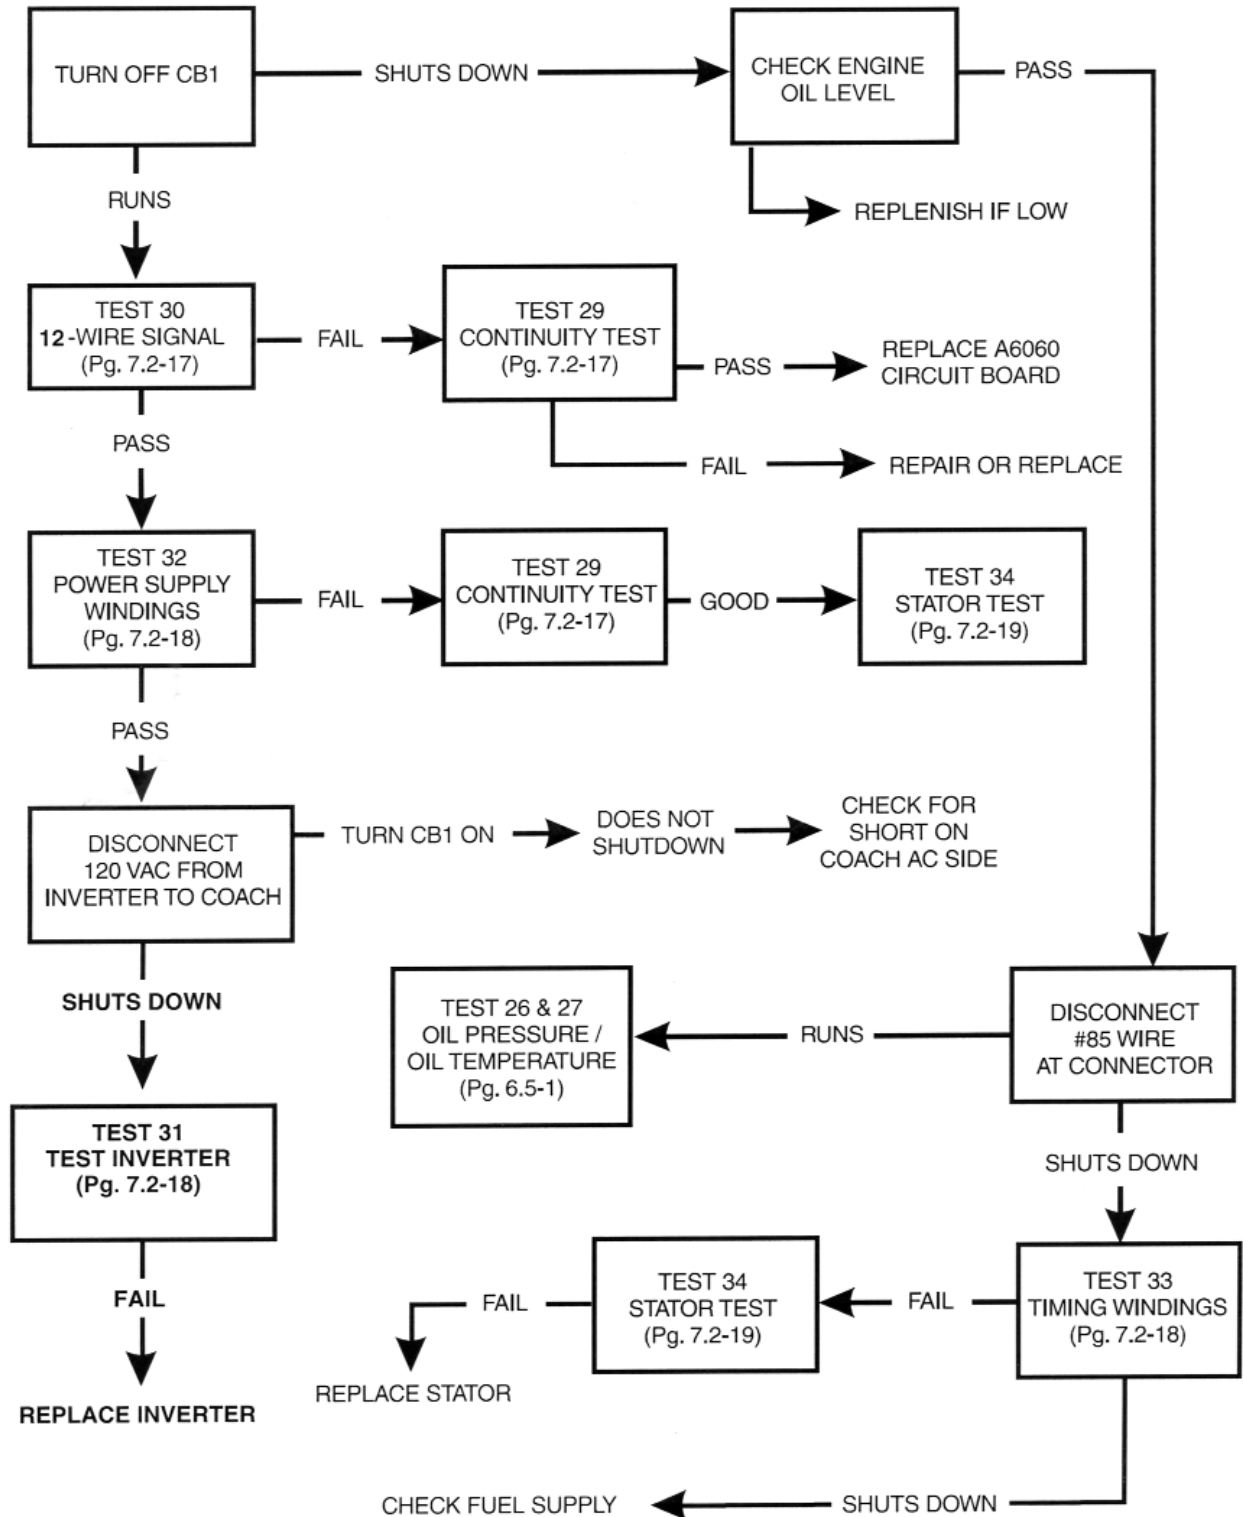 TURN OFF CB1
SHUTS DOWN
CHECK ENGINE
OIL LEVEL
PASS
RUNS
REPLENISH IF LOW
TEST 30
12-WIRE SIGNAL
(Pg. 7.2-17)
FAIL
TEST 29
CONTINUITY TEST
(Pg. 7.2-17)
PASS
REPLACE A6060
CIRCUIT BOARD
FAIL
REPAIR OR REPLACE
PASS
TEST 32
POWER SUPPLY
WINDINGS
(Pg. 7.2-18)
FAIL
TEST 29
CONTINUITY TEST
(Pg. 7.2-17)
GOOD
TEST 34
STATOR TEST
(Pg. 7.2-19)
PASS
DISCONNECT
120 VAC FROM
INVERTER TO COACH
TURN CB1 ON
DOES NOT
SHUTDOWN
CHECK FOR
SHORT ON
COACH AC SIDE
SHUTS DOWN
TEST 26 & 27
OIL PRESSURE /
OIL TEMPERATURE
(Pg. 6.5-1)
RUNS
DISCONNECT
#85 WIRE
AT CONNECTOR
TEST 31
TEST INVERTER
(Pg. 7.2-18)
SHUTS DOWN
FAIL
REPLACE INVERTER
FAIL
TEST 34
STATOR TEST
(Pg. 7.2-19)
FAIL
TEST 33
TIMING WINDINGS
(Pg. 7.2-18)
REPLACE STATOR
CHECK FUEL SUPPLY
SHUTS DOWN